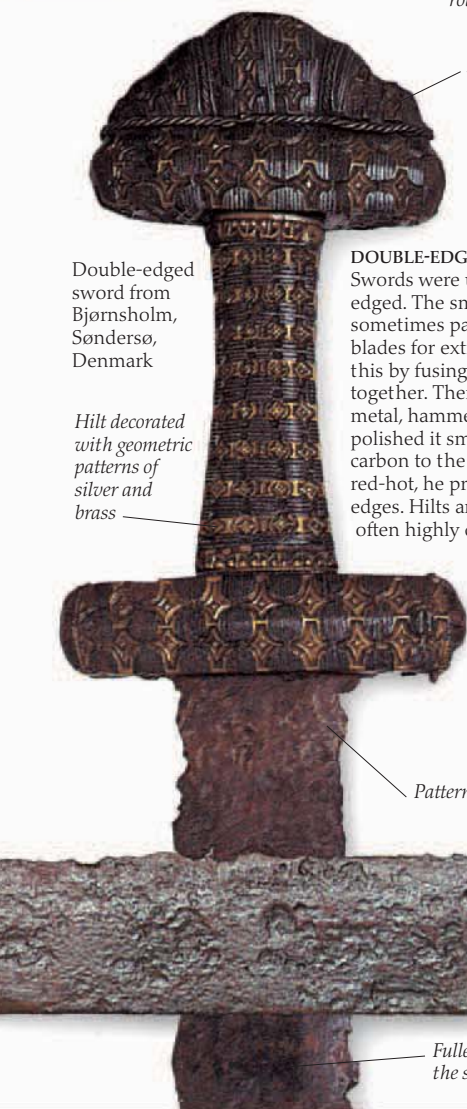 Double-edged
sword from
Bjørnsholm,
Søndersø,
Denmark
Hilt decorated
with geometric
patterns of
silver and
brass
DOUBLE-EDG
Swords were u
edged. The sm
sometimes pa
blades for ext
this by fusing
together. The
metal, hamme
polished it sm
carbon to the
red-hot, he pr
edges. Hilts a
often highly
Pattern
Fulle
the s